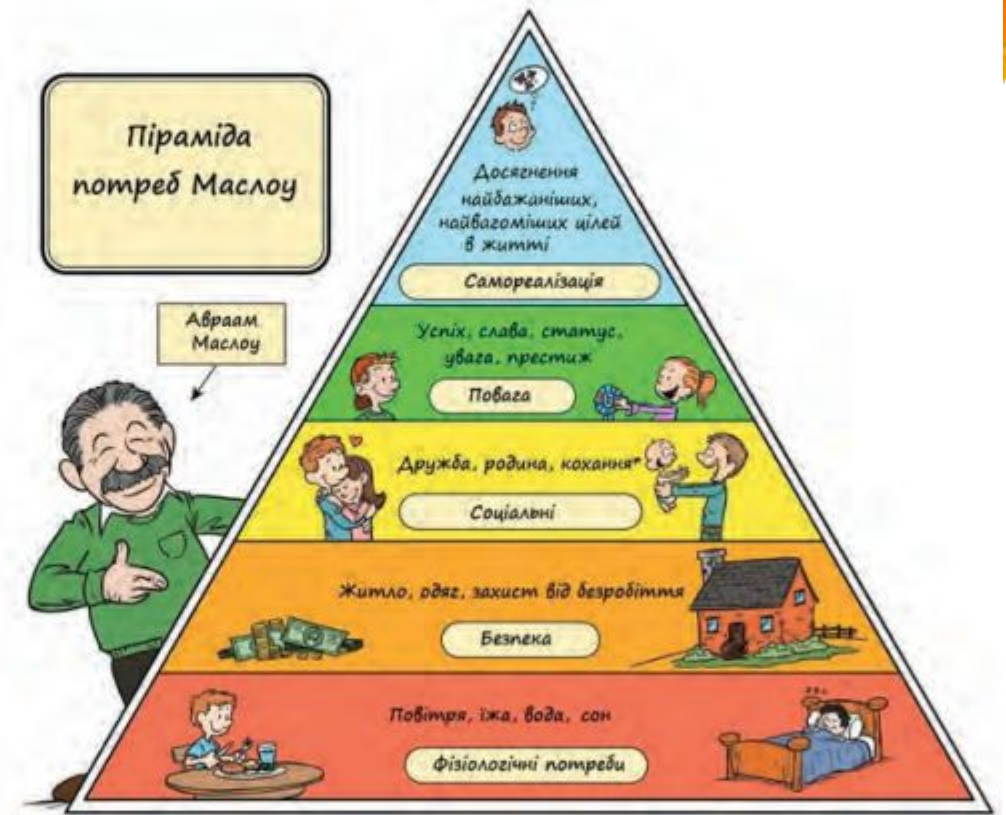 Піраміда
потреб Маслоу
Авраам
Маслоу
Досягнення
найбажаніших,
найвагоміших цілей
в житті
Самореалізація
Успіх, слава, статус,
увага, престиж
Повага
Дружба, родина, кохання*
Соціальні
Житло, одяг, захист від безробіття
Безпека
Повітря, їжа, вода, сон
Фізіологічні потреби